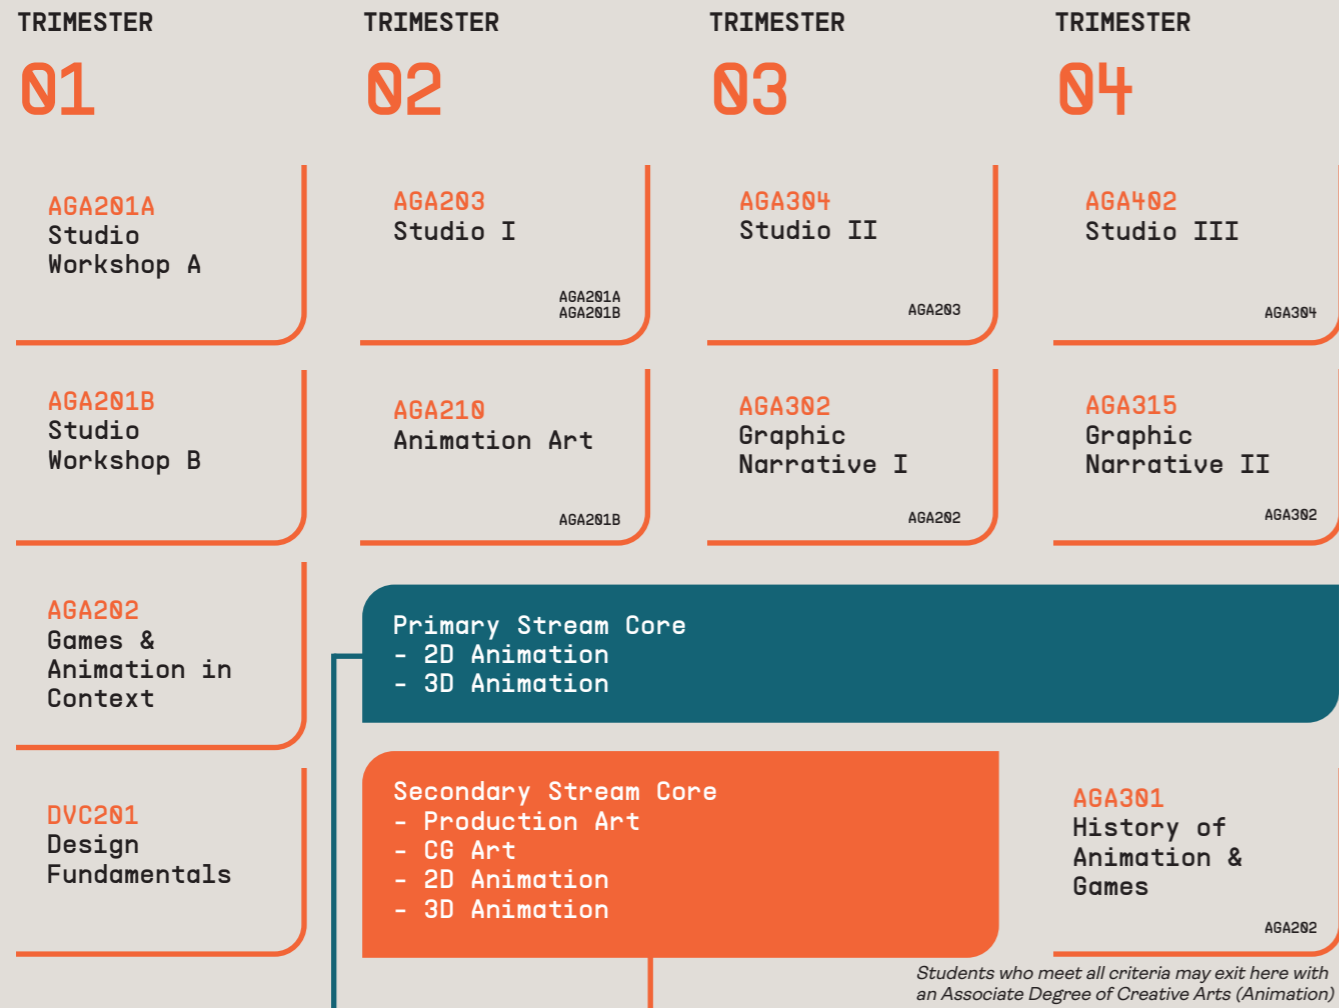 TRIMESTER
01
TRIMESTER
02
TRIMESTER
03
TRIMESTER
04
AGA201A
Studio
Workshop A
AGA203
Studio I
AGA201A
AGA201B
AGA304
Studio II
AGA203
AGA402
Studio III
AGA304
AGA201B
Studio
Workshop B
AGA210
Animation Art
AGA201B
AGA302
Graphic
Narrative I
AGA202
AGA315
Graphic
Narrative II
AGA302
AGA202
Games &
Animation in
Context
Primary Stream Core
- 2D Animation
- 3D Animation
DVC201
Design
Fundamentals
Secondary Stream Core
- Production Art
- CG Art
- 2D Animation
- 3D Animation
AGA301
History of
Animation &
Games
AGA202
Students who meet all criteria may exit here with
an Associate Degree of Creative Arts (Animation)